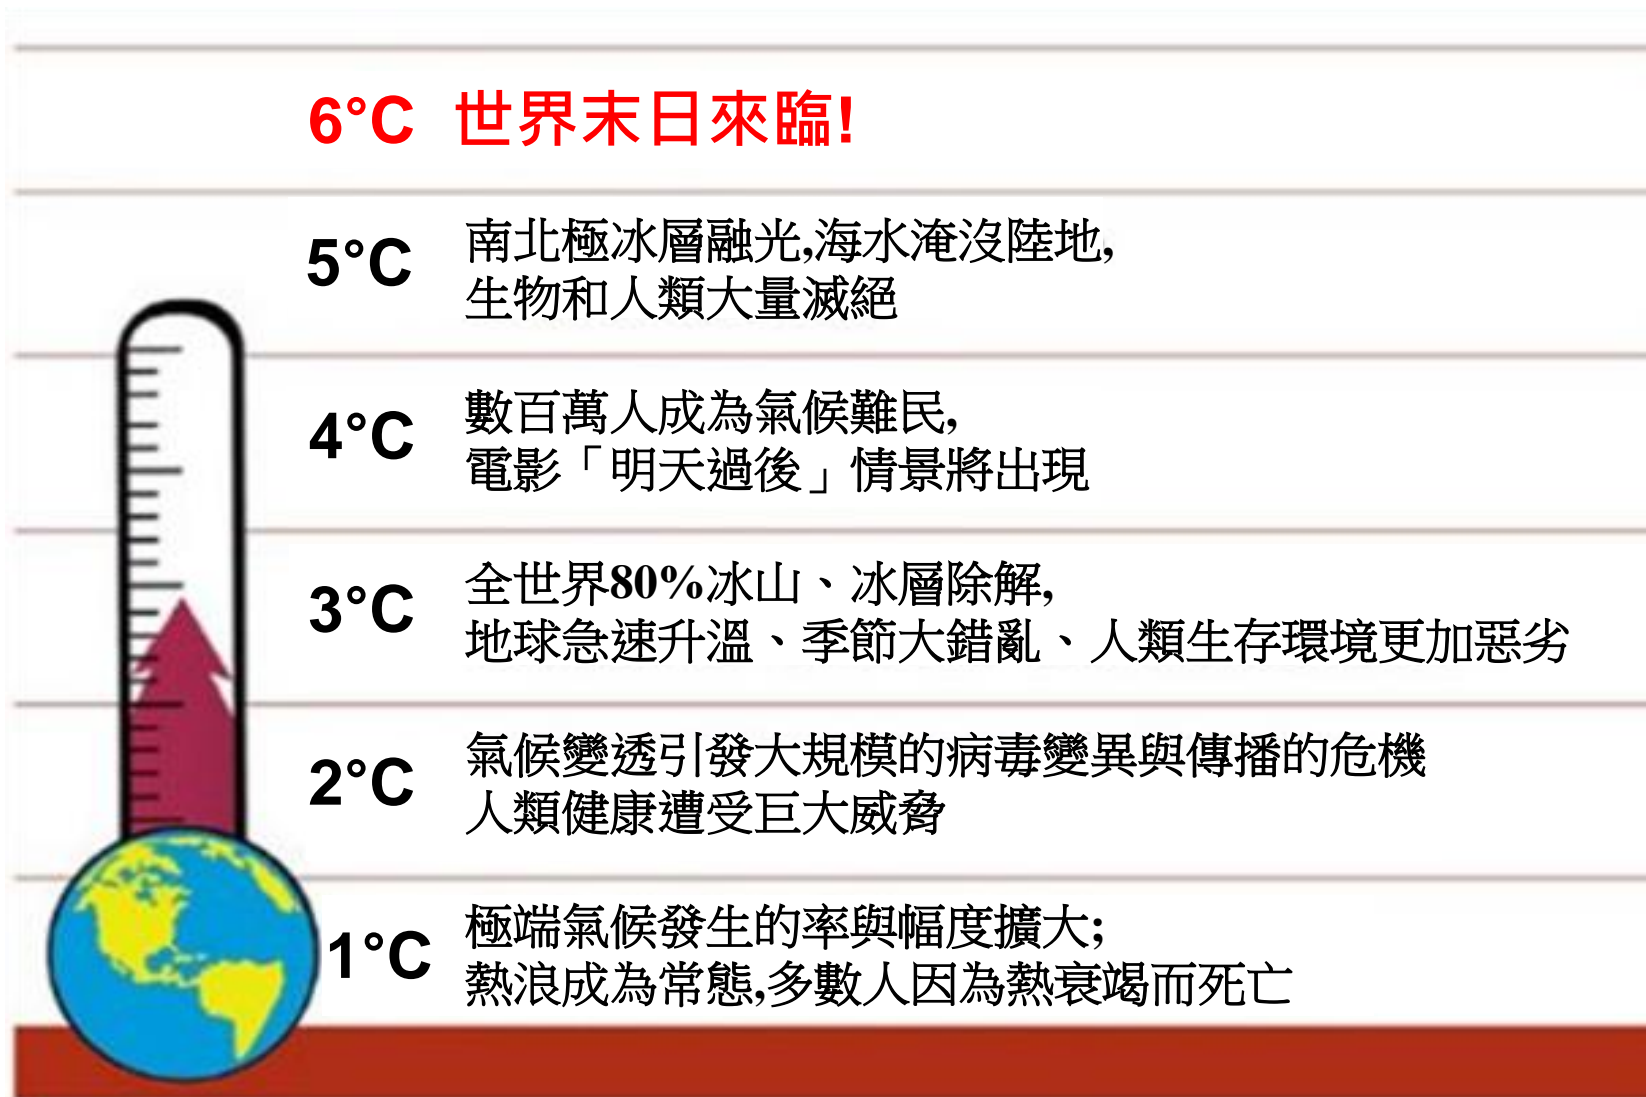 6°C 世界末日來臨!
5°C 南北極冰層融光,海水淹沒陸地,
生物和人類大量滅絕
4°C 數百萬人成為氣候難民,
電影「明天過後」情景將出現
3°C 全世界80%冰山、冰層除解,
地球急速升溫、季節大錯亂、人類生存環境更加惡劣
2°C 氣候變透引發大規模的病毒變異與傳播的危機
人類健康遭受巨大威脅
1°C 極端氣候發生的率與幅度擴大;
熱浪成為常態,多數人因為熱衰竭而死亡